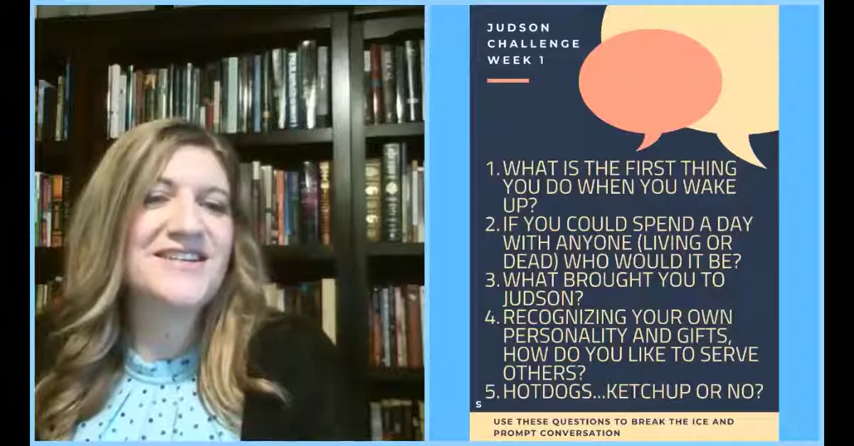 JUDSON
CHALLENGE
WEEK 1
1. WHAT IS THE FIRST THING
YOU DO WHEN YOU WAKE
UP?
2. IF YOU COULD SPEND A DAY
WITH ANYONE (LIVING OR
DEAD) WHO WOULD IT BE?
3. WHAT BROUGHT YOU TO
JUDSON?
4. RECOGNIZING YOUR OWN
PERSONALITY AND GIFTS,
HOW DO YOU LIKE TO SERVE
OTHERS?
5. HOTDOGS...KETCHUP OR NO?
S
USE THESE QUESTIONS TO BREAK THE ICE AND
PROMPT CONVERSATION